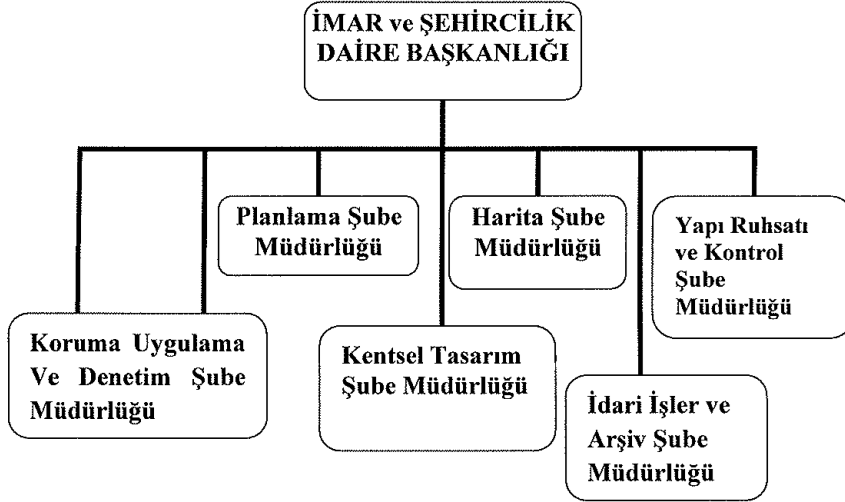 İMAR ve ŞEHİRCİLİK
DAİRE BAŞKANLIĞI
Planlama Şube
Müdürlüğü
Harita Şube
Müdürlüğü
Yapı Ruhsatı
ve Kontrol
Şube
Müdürlüğü
Koruma Uygulama
Ve Denetim Şube
Müdürlüğü
Kentsel Tasarım
Şube Müdürlüğü
İdari İşler ve
Arşiv Şube
Müdürlüğü